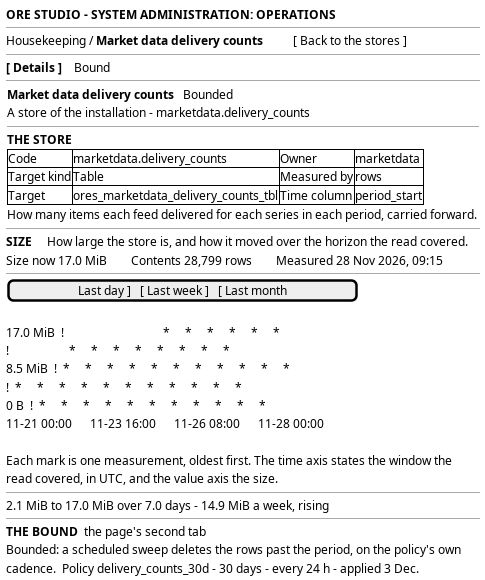 ORE STUDIO - SYSTEM ADMINISTRATION: OPERATIONS
Housekeeping / Market data delivery counts [ Back to the stores ]
[ Details ] Bound
Market data delivery counts Bounded
A store of the installation - marketdata.delivery_counts
THE STORE
Code marketdata.delivery_counts Owner marketdata
Target kind Table Measured by rows
Target ores_marketdata_delivery_counts_tbl Time column period_start
How many items each feed delivered for each series in each period, carried forward.
SIZE How large the store is, and how it moved over the horizon the read covered.
Size now 17.0 MiB Contents 28,799 rows Measured 28 Nov 2026, 09:15
Last day ] [ Last week ] [ Last month
17.0 MiB ! * * * * * *
! * * * * * * * *
8.5 MiB ! * * * * * * * * * * *
! * * * * * * * * * * *
0 B ! * * * * * * * * * * *
11-21 00:00 11-23 16:00 11-26 08:00 11-28 00:00
Each mark is one measurement, oldest first. The time axis states the window the
read covered, in UTC, and the value axis the size.
2.1 MiB to 17.0 MiB over 7.0 days - 14.9 MiB a week, rising
THE BOUND the page's second tab
Bounded: a scheduled sweep deletes the rows past the period, on the policy's own
cadence. Policy delivery_counts_30d - 30 days - every 24 h - applied 3 Dec.